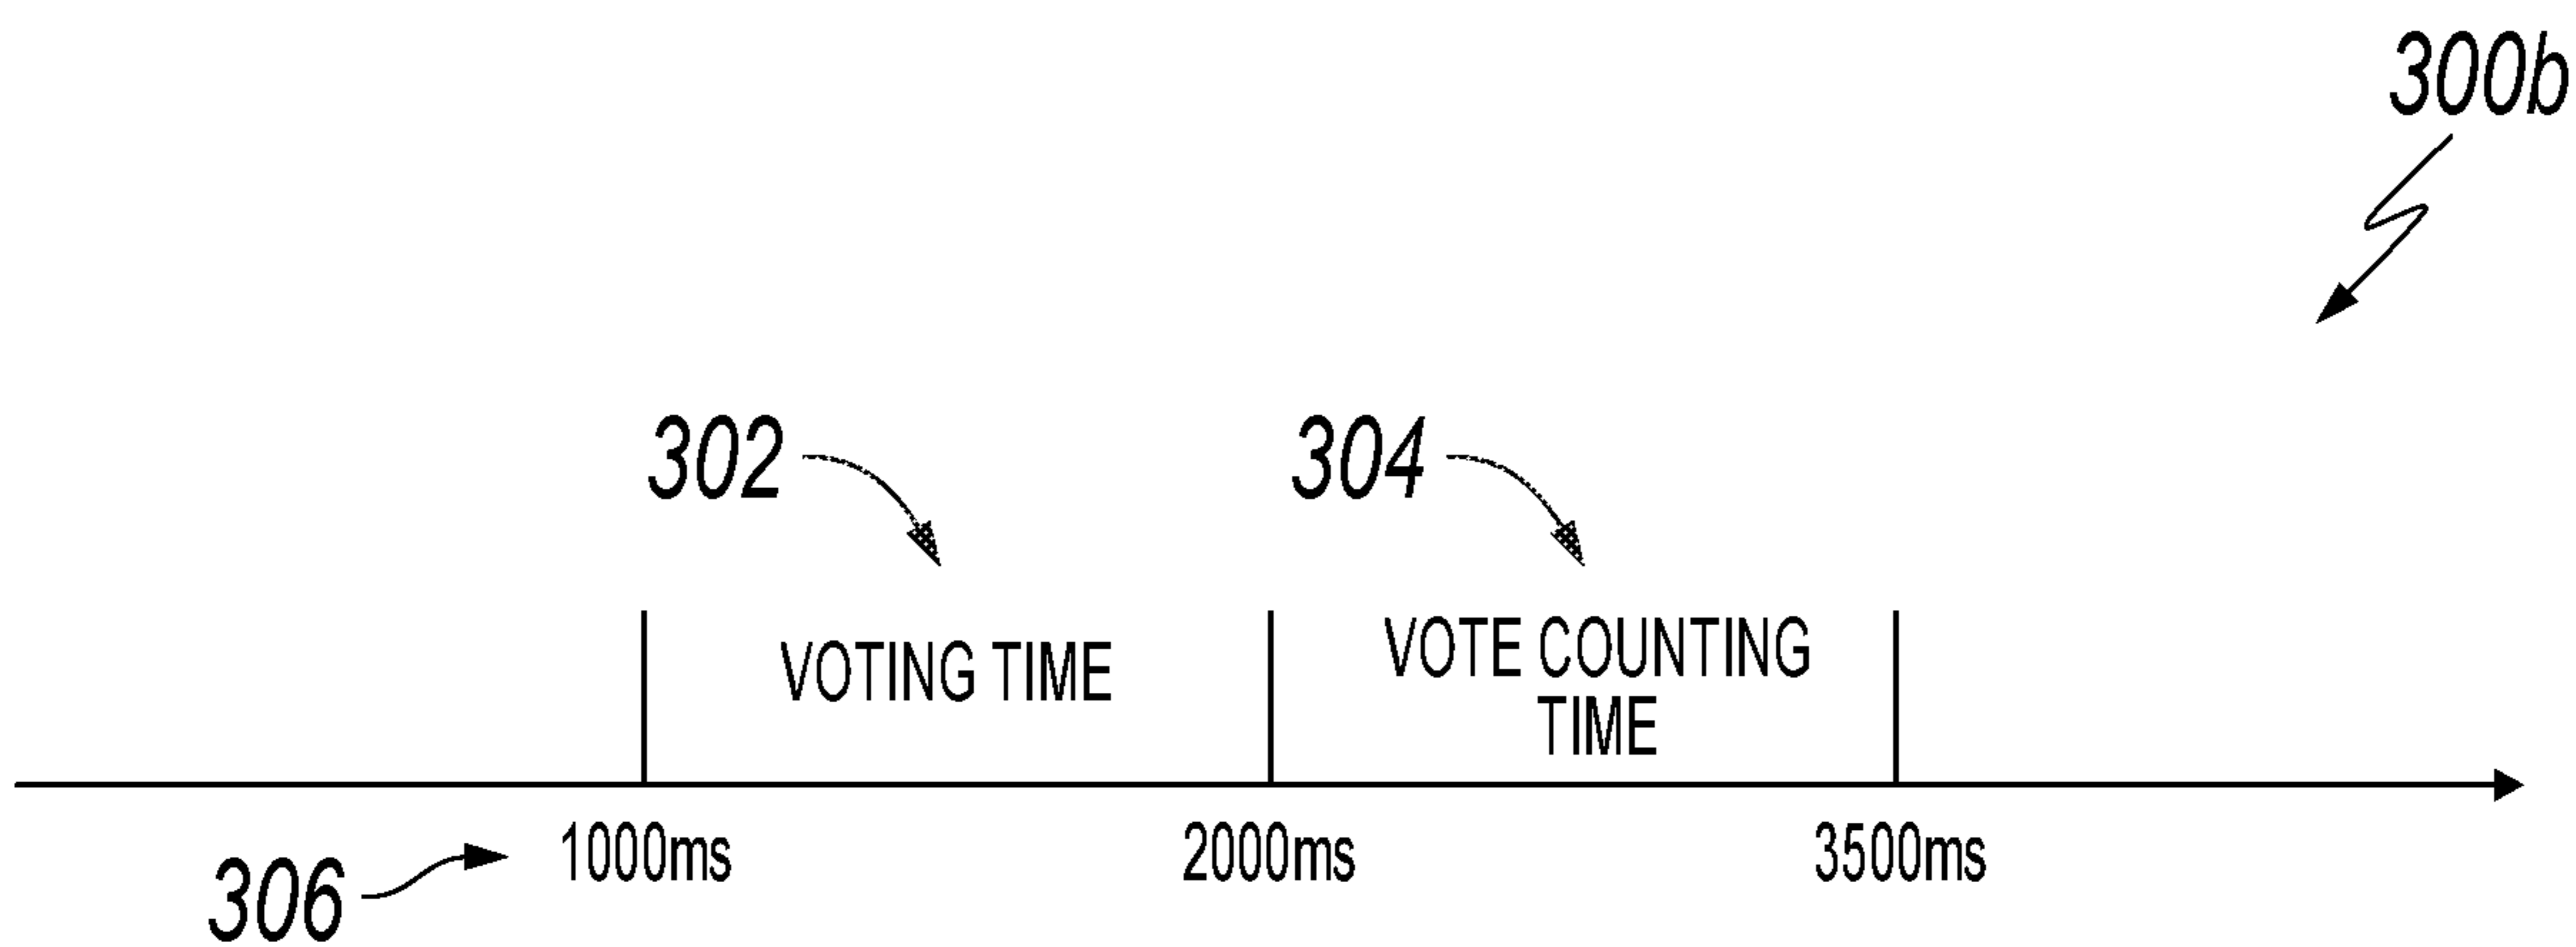 300b
302
304
VOTING TIME
VOTE COUNTING
TIME
306
1000ms
2000ms
3500ms